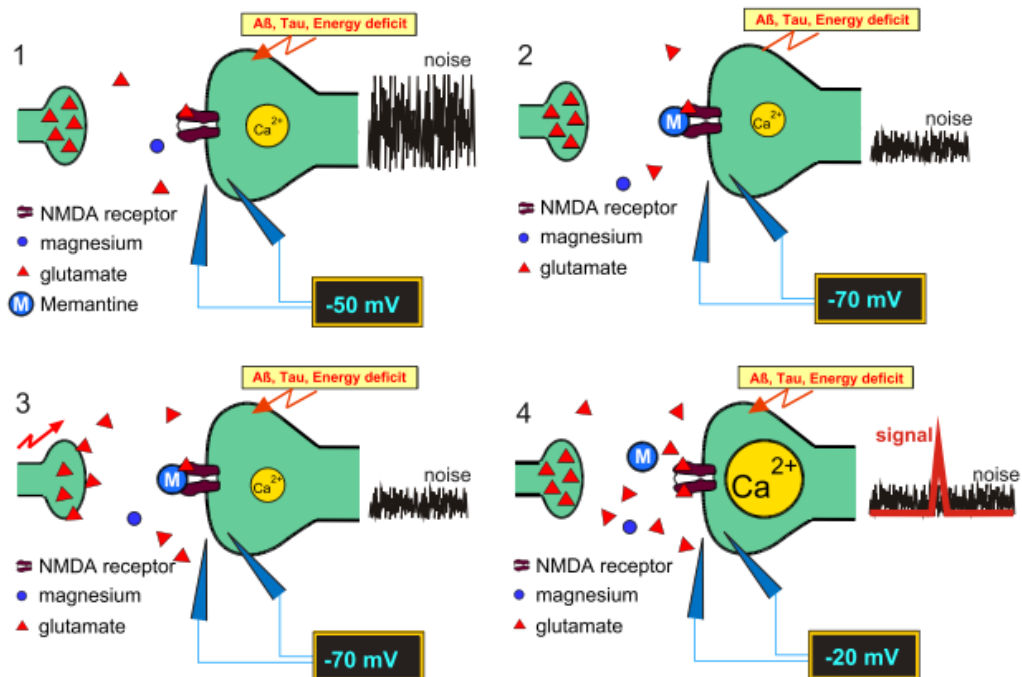 1
Aß, Tau, Energy deficit
noise
Ca2+
NMDA receptor
magnesium
glutamate
M Memantine
-50 mV
2
Aß, Tau, Energy deficit
noise
M
Ca2+
NMDA receptor
magnesium
glutamate
-70 mV
3
Aß, Tau, Energy deficit
noise
M
Ca2+
NMDA receptor
magnesium
glutamate
-70 mV
4
Aß, Tau, Energy deficit
signal
noise
M
Ca2+
NMDA receptor
magnesium
glutamate
-20 mV